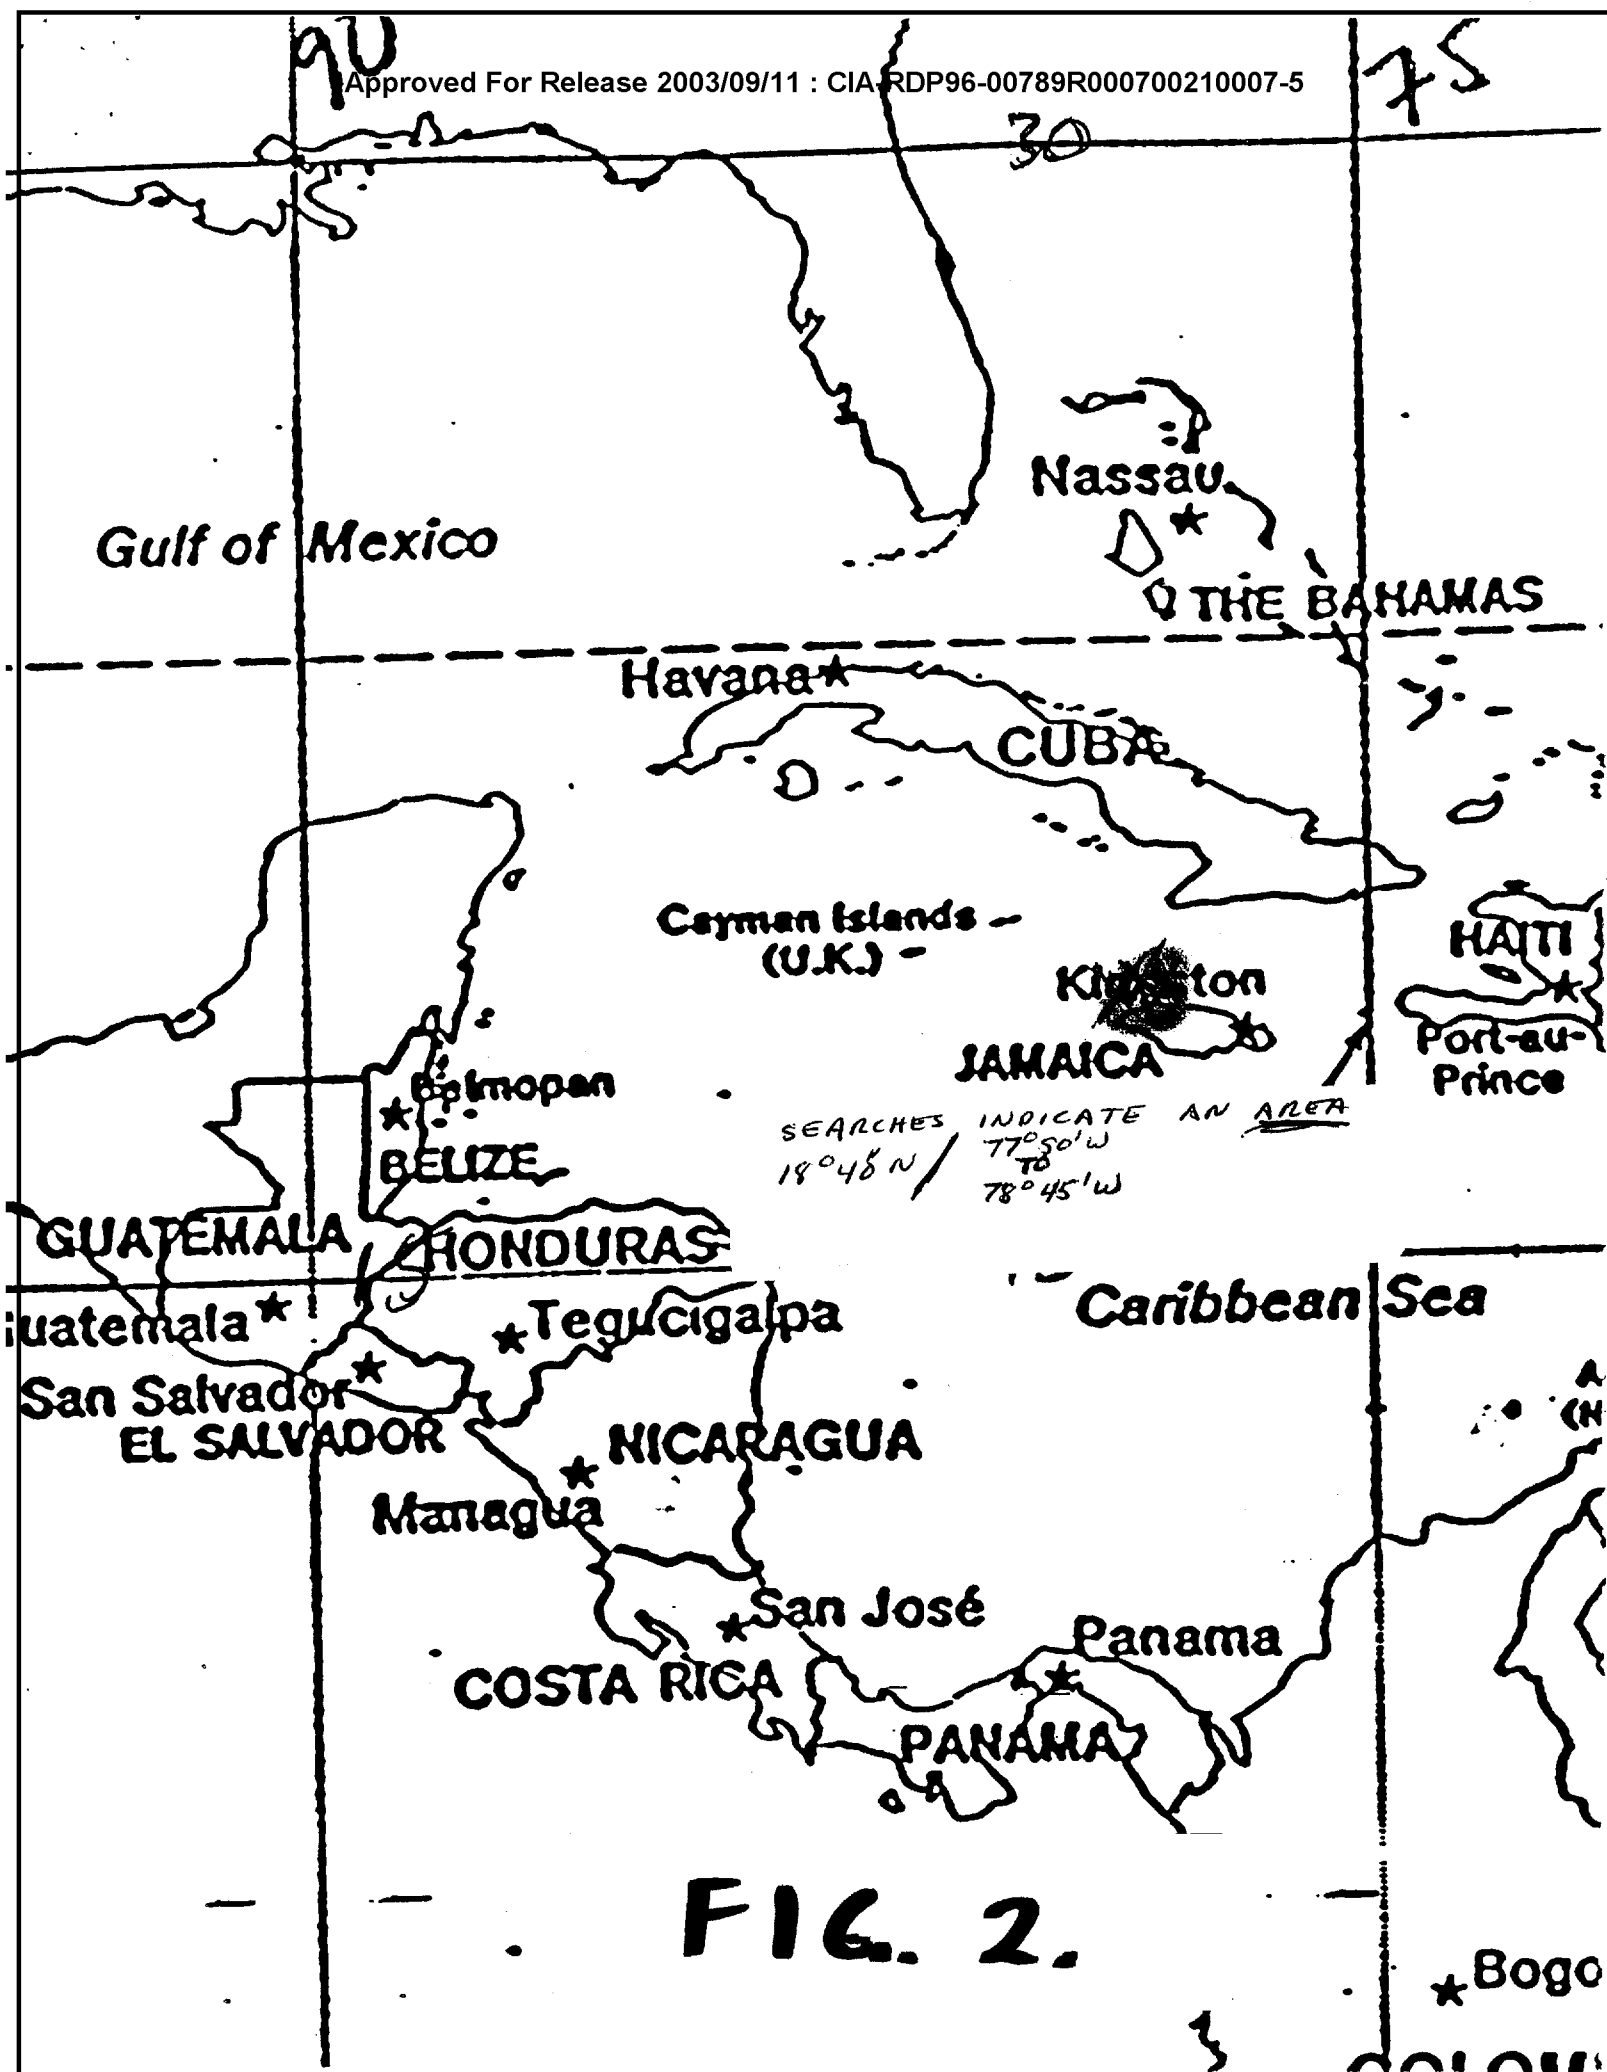 90
75
Approved For Release 2003/09/11 : CIA-RDP96-00789R000700210007-5
30
Nassau
Gulf of Mexico
THE BAHAMAS
Havana
CUBA
Cayman Islands
(U.K.)
HAITI
Kingston
JAMAICA
Port-au-
Prince
Belmopan
SEARCHES INDICATE AN AREA
77°50'W
18°48'N / TO
78°45'W
BELIZE
GUATEMALA
HONDURAS
Caribbean Sea
uatemala
Tegucigalpa
San Salvador
EL SALVADOR
A
(H
NICARAGUA
Managua
San José
Panama
COSTA RICA
PANAMA
FIG. 2.
Bogo
COLOM